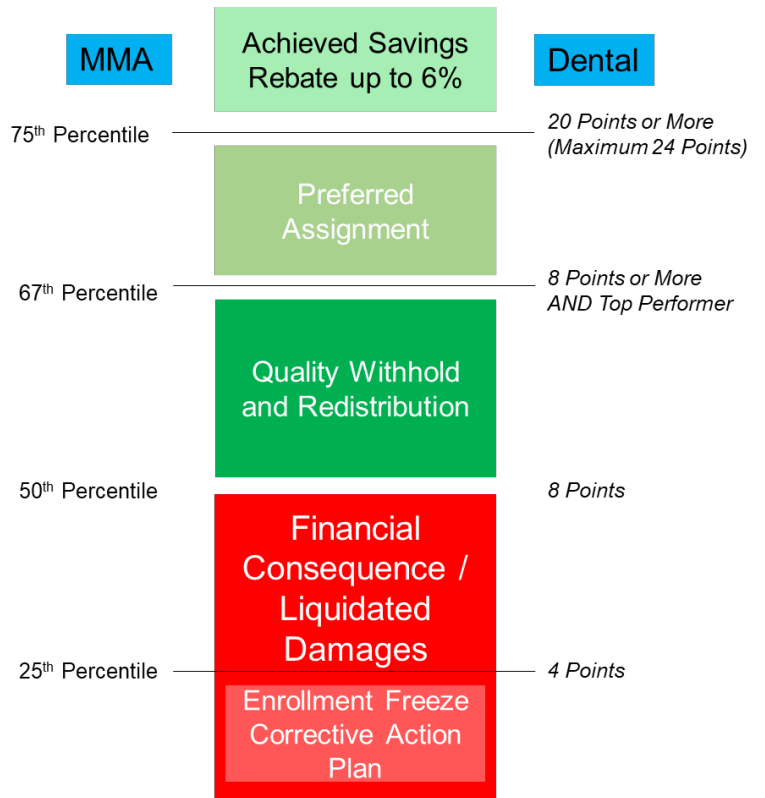 MMA
Achieved Savings
Rebate up to 6%
Dental
75th Percentile
20 Points or More
(Maximum 24 Points)
Preferred
Assignment
67th Percentile
8 Points or More
AND Top Performer
Quality Withhold
and Redistribution
50th Percentile
8 Points
Financial
Consequence /
Liquidated
Damages
25th Percentile
4 Points
Enrollment Freeze
Corrective Action
Plan